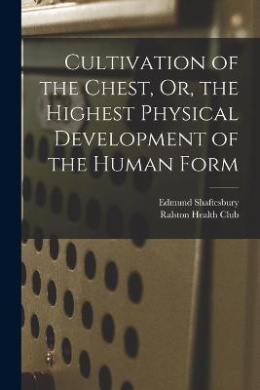 Cultivation of
the Chest, Or, the
Highest Physical
Development of
the Human Form
Edmund Shaftesbury
Ralston Health Club